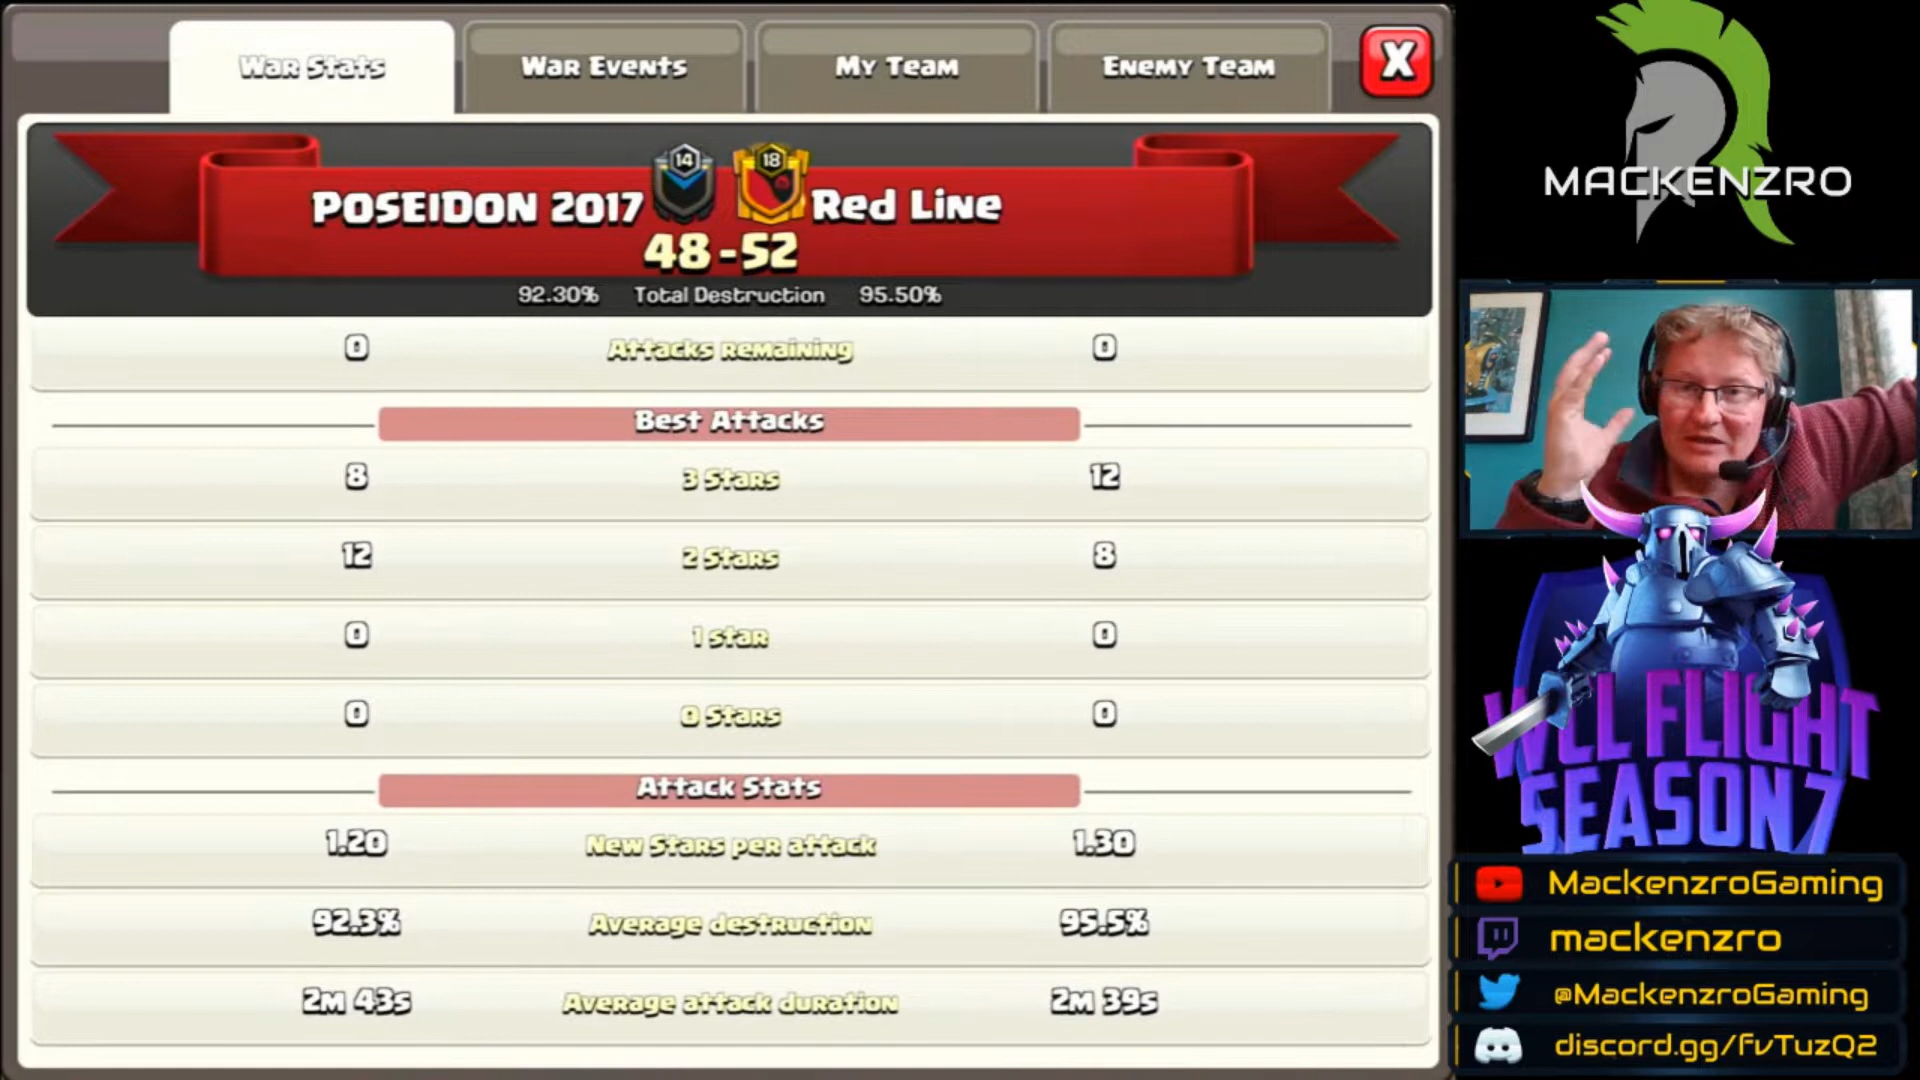 War Stats
War Events
My Team
Enemy Team
X
MACKENZRO
14
18
POSEIDON 2017
Red Line
48 - 52
92.30% Total Destruction 95.50%
0 Attacks remaining 0
Best Attacks
8 3 Stars 12
12 2 Stars 8
0 1 star 0
0 0 Stars 0
Attack Stats
1.20 New Stars per attack 1.30
92.3% Average destruction 95.5%
2m 43s Average attack duration 2m 39s
WCL FLIGHT
SEASON 7
MackenzroGaming
mackenzro
@MackenzroGaming
discord.gg/fvTuzQ2